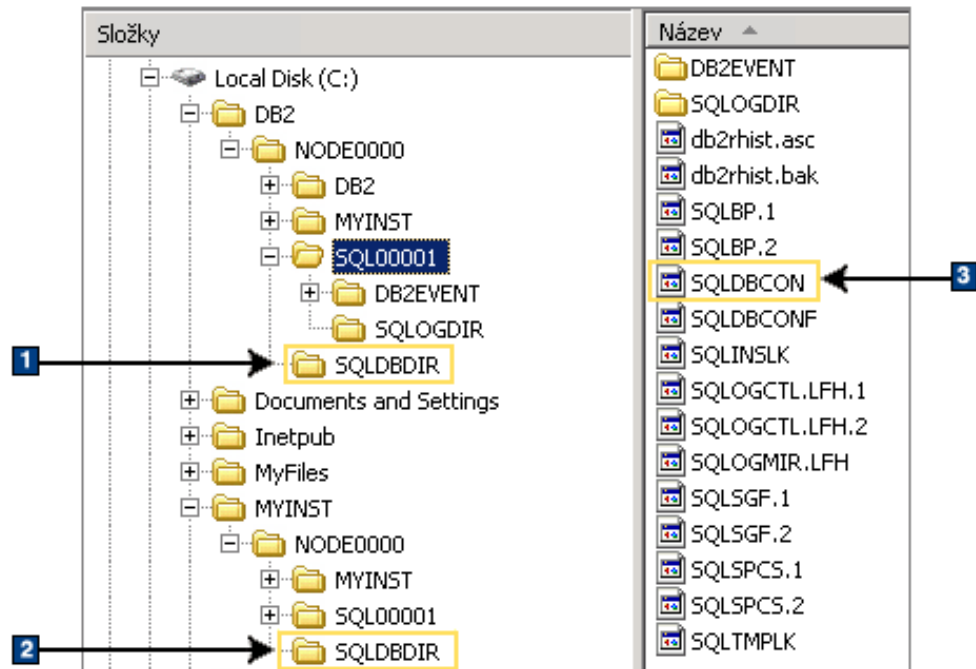 Složky
Local Disk (C:)
DB2
NODE0000
DB2
MYINST
SQL00001
DB2EVENT
SQLOGDIR
1
SQLDBDIR
Documents and Settings
Inetpub
MyFiles
MYINST
NODE0000
MYINST
SQL00001
2
SQLDBDIR
Název
DB2EVENT
SQLOGDIR
db2rhist.asc
db2rhist.bak
SQLBP.1
SQLBP.2
SQLDBCON
3
SQLDBCONF
SQLINSLK
SQLOGCTL.LFH.1
SQLOGCTL.LFH.2
SQLOGMIR.LFH
SQLSGF.1
SQLSGF.2
SQLSPCS.1
SQLSPCS.2
SQLTMPLK